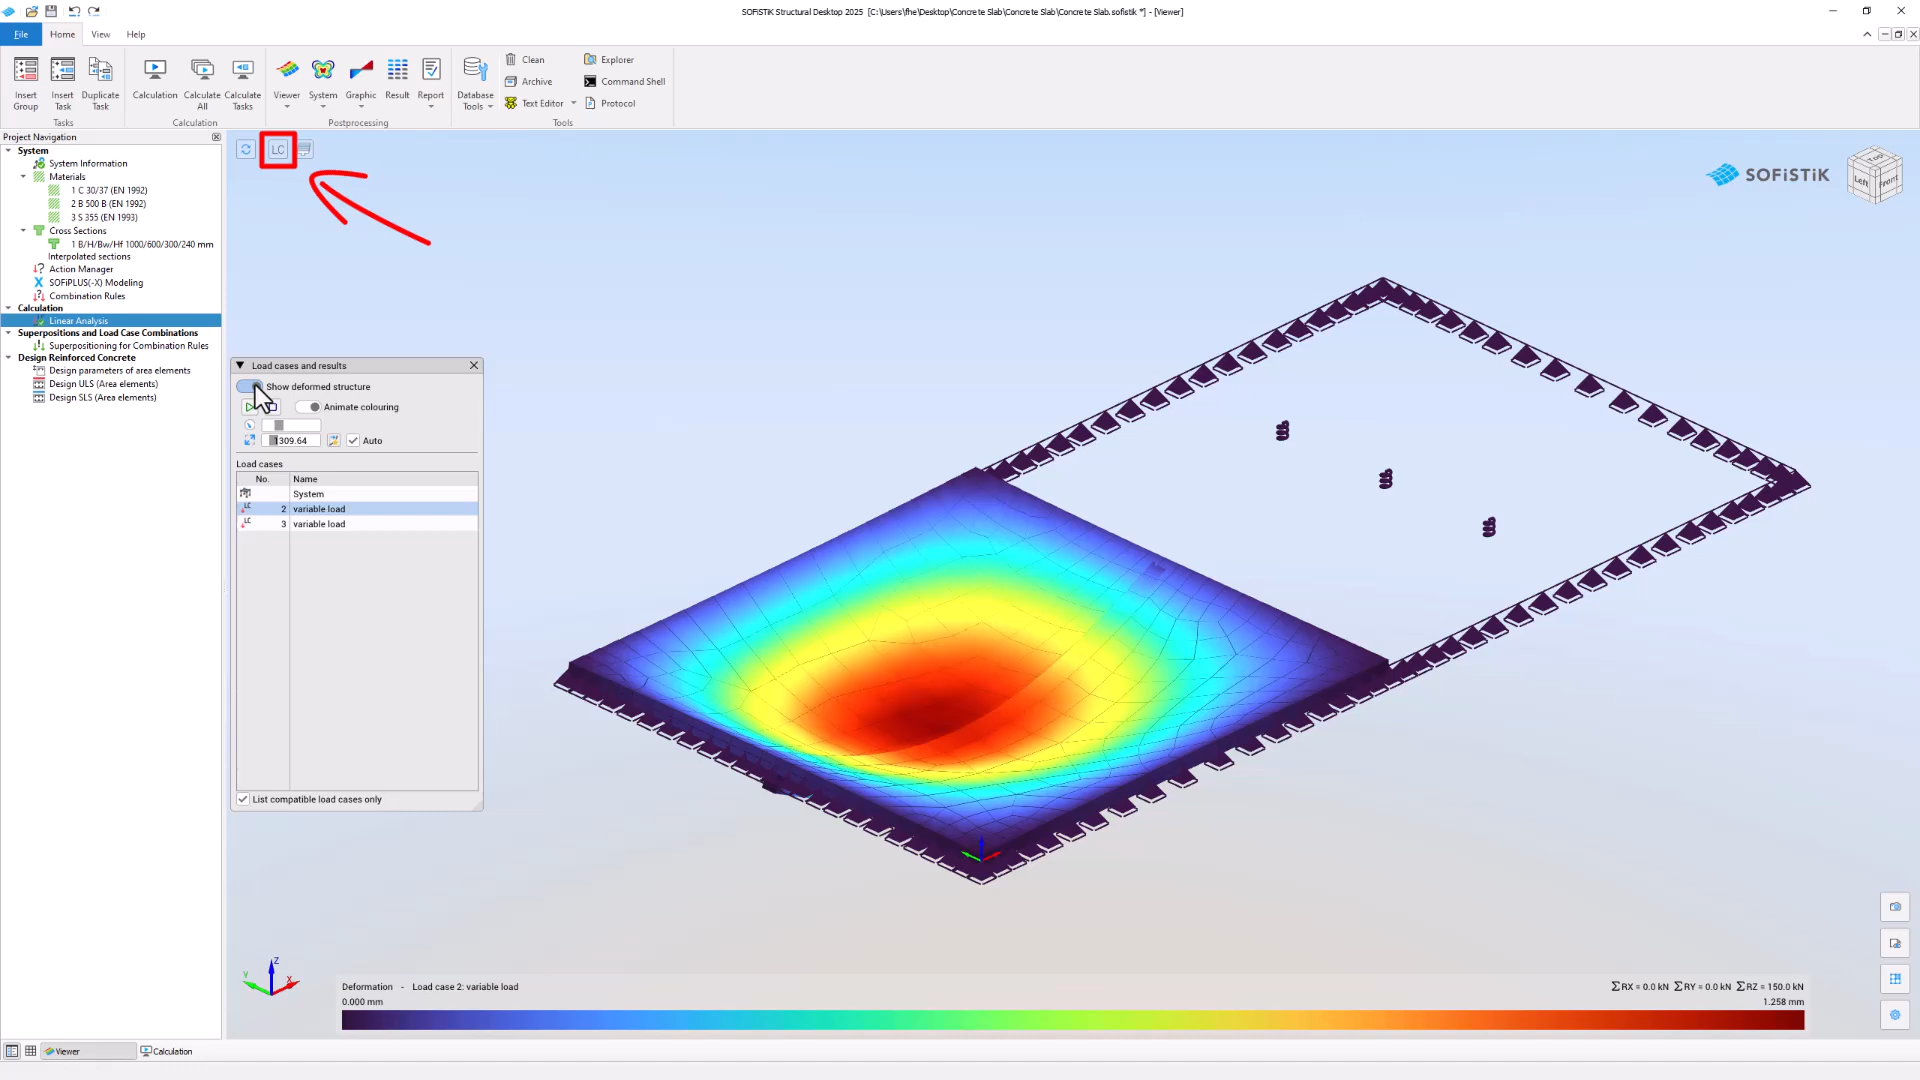 SOFiSTiK Structural Desktop 2025 [C:\Users\fhe\Desktop\Concrete Slab\Concrete Slab\Concrete Slab.sofistik *] - [Viewer]
File Home View Help
Insert Group
Insert Task
Duplicate Task
Tasks
Calculation
Calculate All
Calculate Tasks
Calculation
Viewer
System
Graphic
Result
Report
Postprocessing
Database Tools
Clean
Archive
Text Editor
Explorer
Command Shell
Protocol
Tools
Project Navigation
System
System Information
Materials
1 C 30/37 (EN 1992)
2 B 500 B (EN 1992)
3 S 355 (EN 1993)
Cross Sections
1 B/H/Bw/Hf 1000/600/300/240 mm
Interpolated sections
Action Manager
SOFiPLUS(-X) Modeling
Combination Rules
Calculation
Linear Analysis
Superpositions and Load Case Combinations
Superpositioning for Combination Rules
Design Reinforced Concrete
Design parameters of area elements
Design ULS (Area elements)
Design SLS (Area elements)
LC
SOFiSTiK
Top
Left Front
Load cases and results
Show deformed structure
Animate colouring
1309.64
Auto
Load cases
No. Name
System
LC 2 variable load
LC 3 variable load
List compatible load cases only
Z
Y X
Deformation - Load case 2: variable load
ΣRX = 0.0 kN ΣRY = 0.0 kN ΣRZ = 150.0 kN
0.000 mm
1.258 mm
Viewer
Calculation